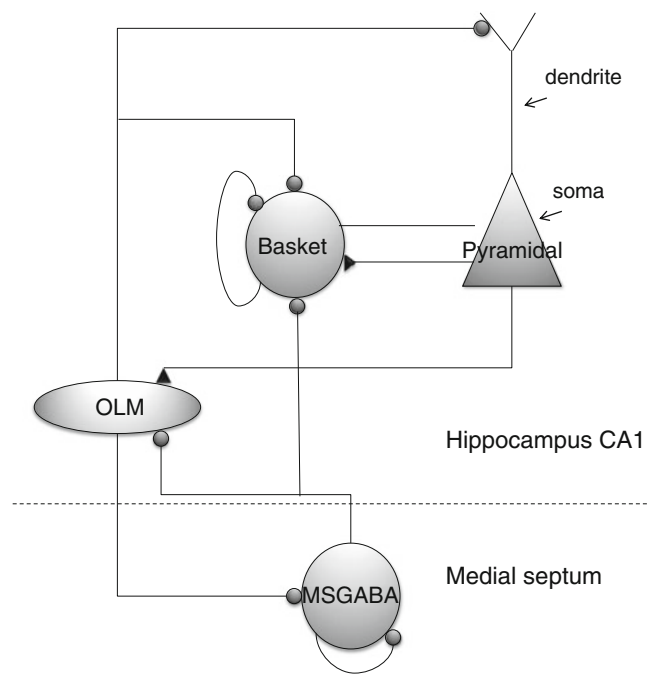 dendrite
soma
Basket
Pyramidal
OLM
Hippocampus CA1
Medial septum
MSGABA